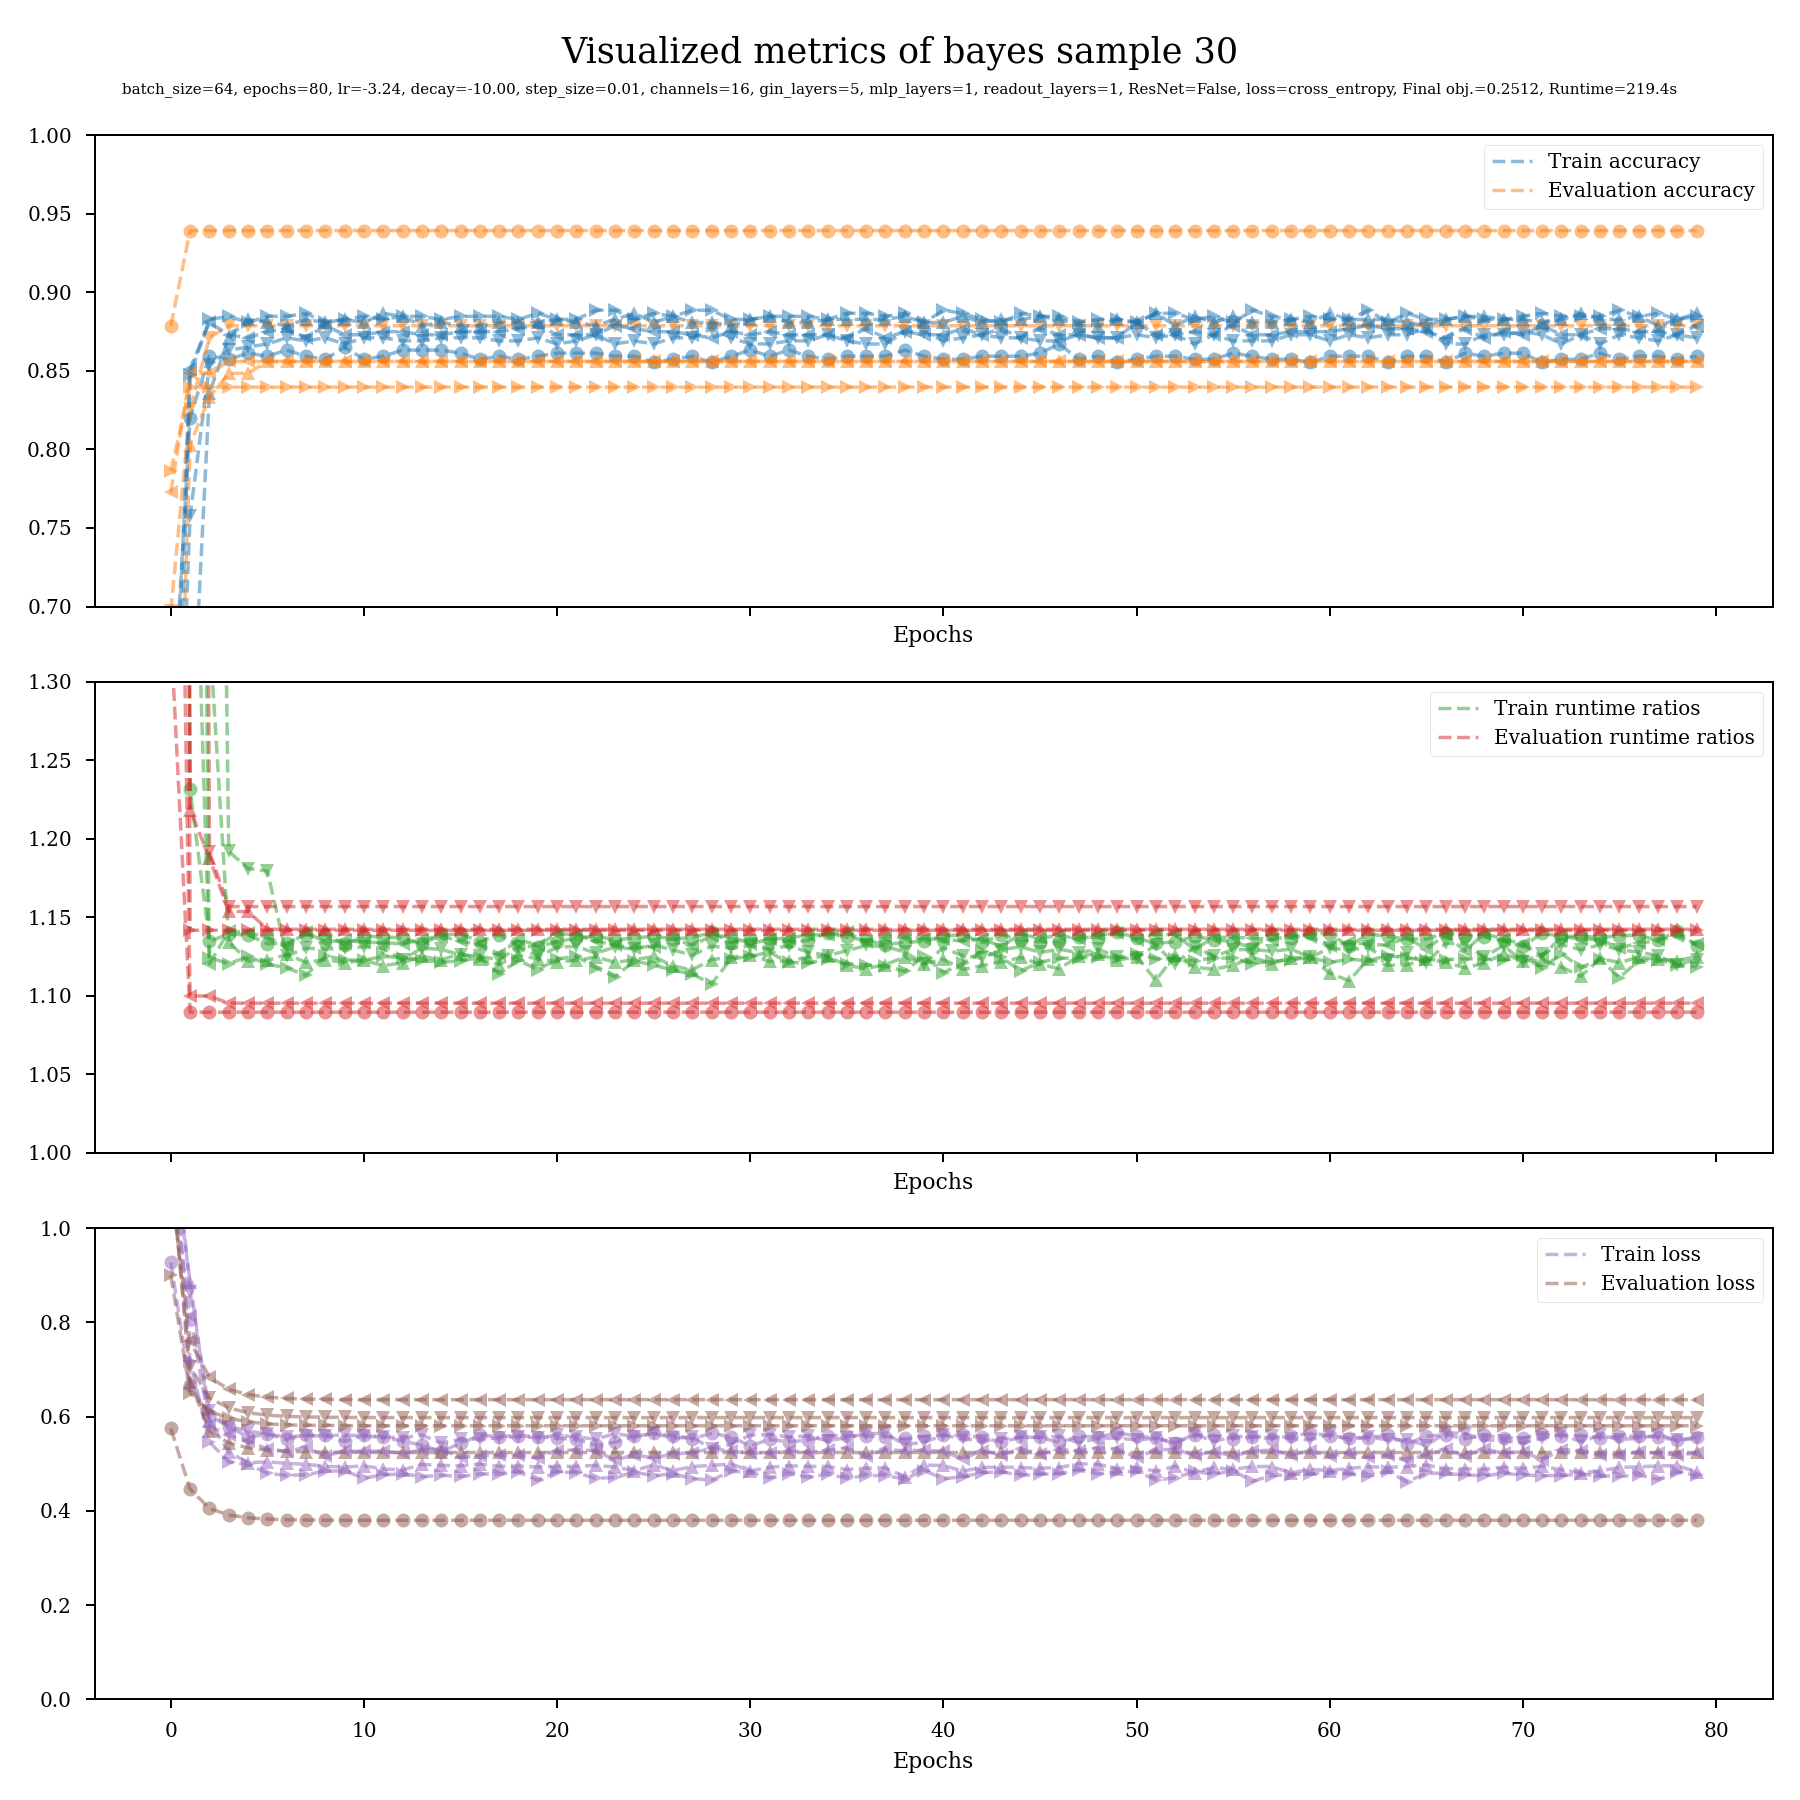 Visualized metrics of bayes sample 30
batch_size=64, epochs=80, lr=-3.24, decay=-10.00, step_size=0.01, channels=16, gin_layers=5, mlp_layers=1, readout_layers=1, ResNet=False, loss=cross_entropy, Final obj.=0.2512, Runtime=219.4s
1.00
0.95
0.90
0.85
0.80
0.75
0.70
Train accuracy
Evaluation accuracy
Epochs
1.30
1.25
1.20
1.15
1.10
1.05
1.00
Train runtime ratios
Evaluation runtime ratios
Epochs
1.0
0.8
0.6
0.4
0.2
0.0
Train loss
Evaluation loss
0 10 20 30 40 50 60 70 80
Epochs